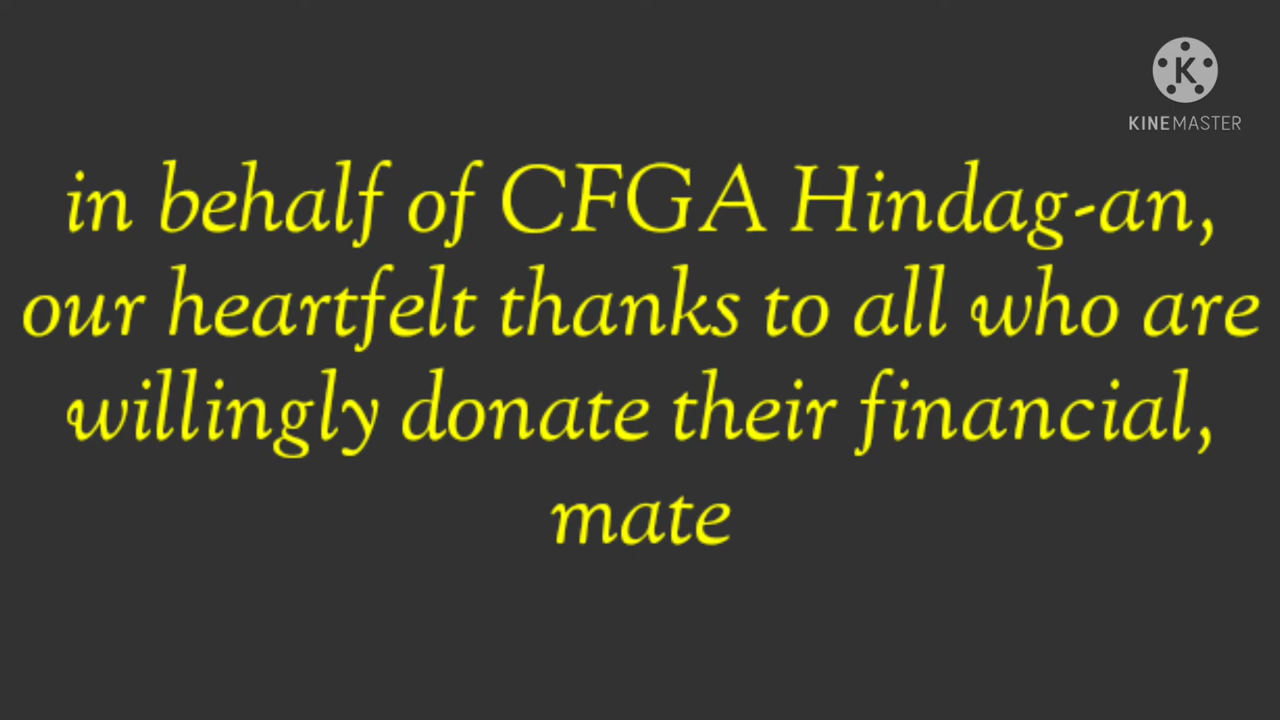 K
KINEMASTER
in behalf of CFGA Hindag-an,
our heartfelt thanks to all who are
willingly donate their financial,
mate